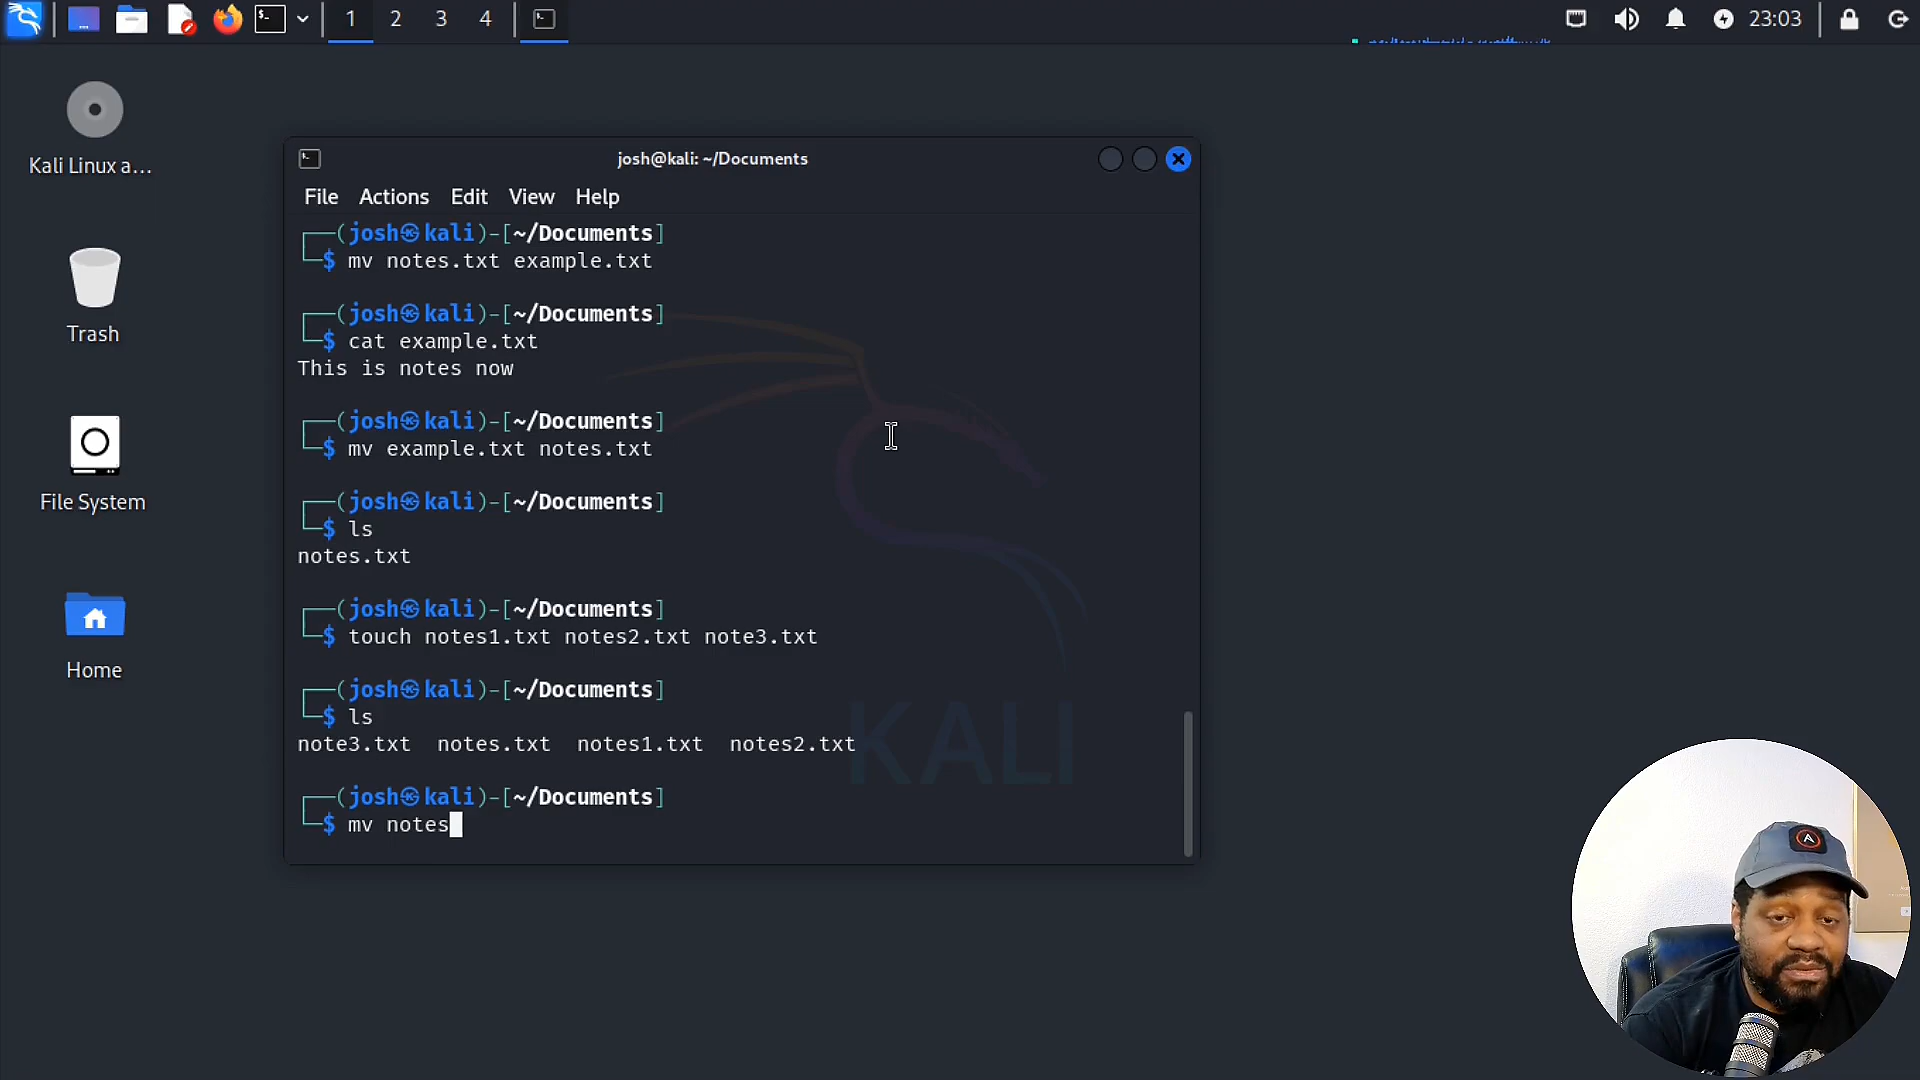 1 2 3 4
23:03
Kali Linux a...
Trash
File System
Home
josh@kali: ~/Documents
File Actions Edit View Help
┌──(josh㉿kali)-[~/Documents]
└─$ mv notes.txt example.txt
┌──(josh㉿kali)-[~/Documents]
└─$ cat example.txt
This is notes now
┌──(josh㉿kali)-[~/Documents]
└─$ mv example.txt notes.txt
┌──(josh㉿kali)-[~/Documents]
└─$ ls
notes.txt
┌──(josh㉿kali)-[~/Documents]
└─$ touch notes1.txt notes2.txt note3.txt
┌──(josh㉿kali)-[~/Documents]
└─$ ls
note3.txt notes.txt notes1.txt notes2.txt
┌──(josh㉿kali)-[~/Documents]
└─$ mv notes
KALI